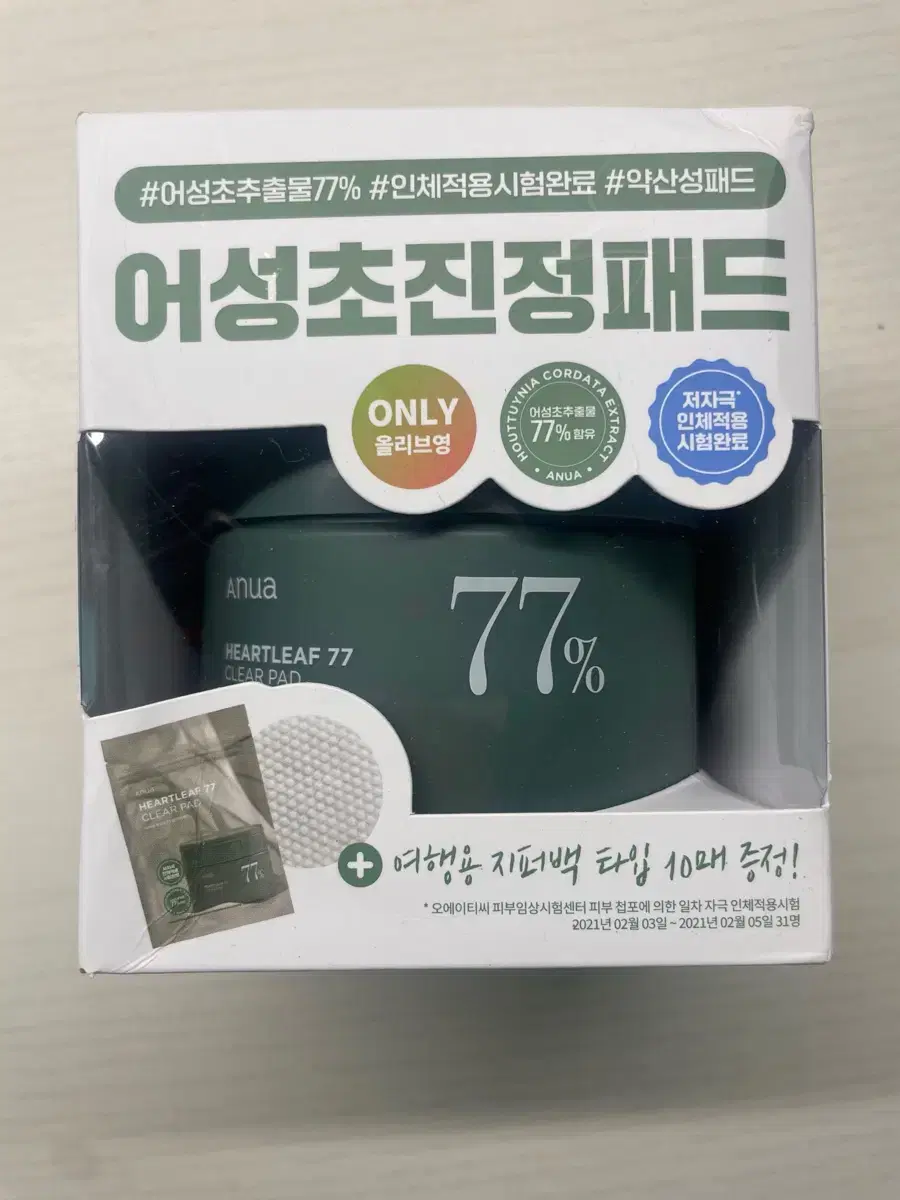 #어성초추출물77% #인체적용시험완료 #약산성패드
어성초진정패드
ONLY
올리브영
HOUTTUYNIA CORDATA EXTRACT
어성초추출물
77% 함유
• ANUA •
저자극*
인체적용
시험완료
Anua
77%
HEARTLEAF 77
CLEAR PAD
Anua
HEARTLEAF 77
CLEAR PAD
77%
+ 여행용 지퍼백 타입 10매 증정!
* 오에이티씨 피부임상시험센터 피부 첩포에 의한 일차 자극 인체적용시험
2021년 02월 03일 ~ 2021년 02월 05일 31명